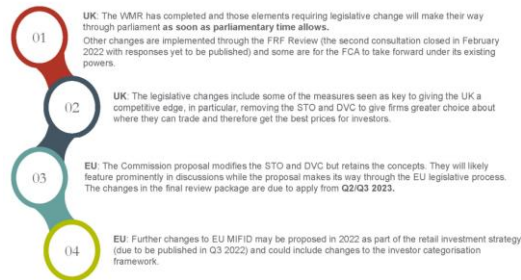 01
UK: The WMR has completed and those elements requiring legislative change will make their way
through parliament as soon as parliamentary time allows.
Other changes are implemented through the FRF Review (the second consultation closed in February
2022 with responses yet to be published) and some are for the FCA to take forward under its existing
powers.
02
UK: The legislative changes include some of the measures seen as key to giving the UK a
competitive edge, in particular, removing the STO and DVC to give firms greater choice about
where they can trade and therefore get the best prices for investors.
03
EU: The Commission proposal modifies the STO and DVC but retains the concepts. They will likely
feature prominently in discussions while the proposal makes its way through the EU legislative process.
The changes in the final review package are due to apply from Q2/Q3 2023.
04
EU: Further changes to EU MIFID may be proposed in 2022 as part of the retail investment strategy
(due to be published in Q3 2022) and could include changes to the investor categorisation
framework.